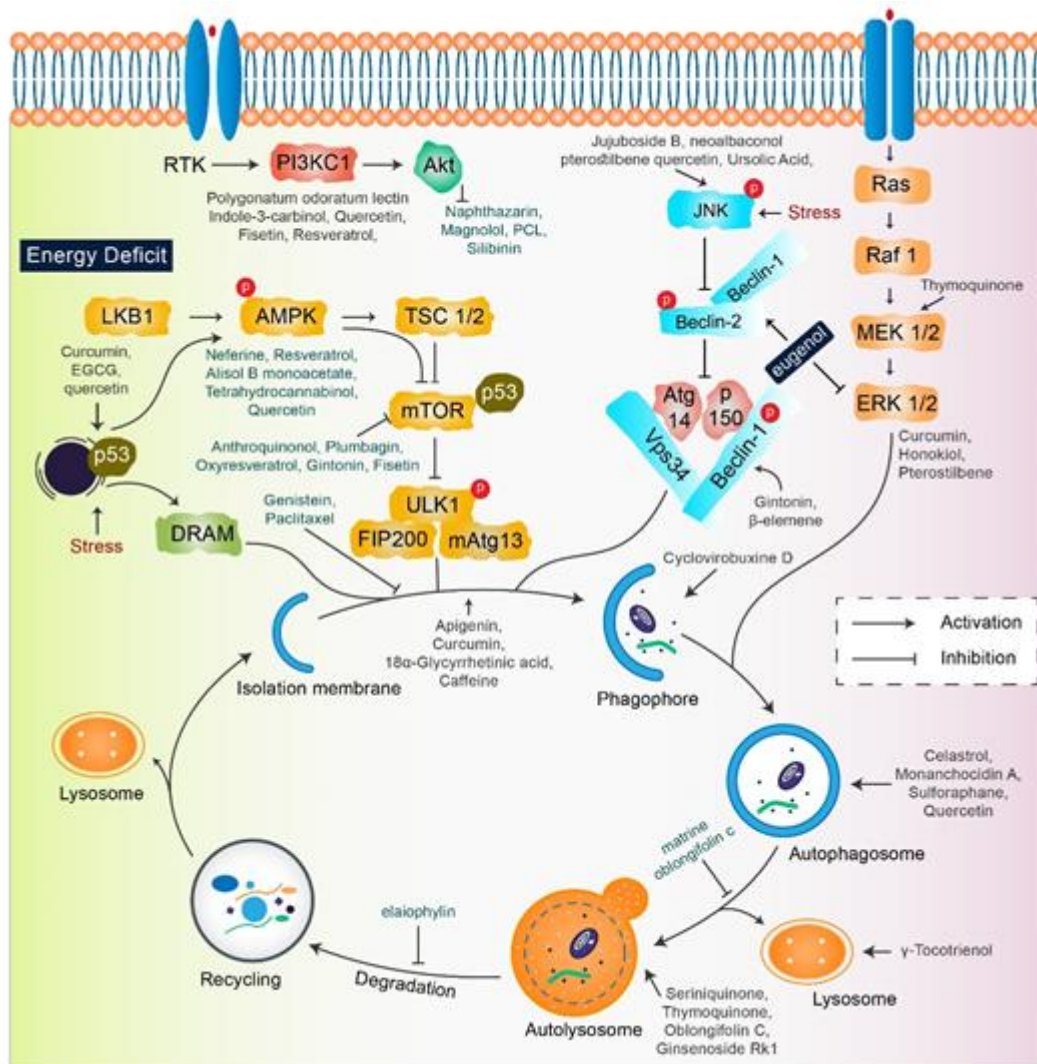 Jujuboside B, neoalbaconol
pterostilbene quercetin, Ursolic Acid,
RTK
PI3KC1
Akt
Polygonatum odoratum lectin
Indole-3-carbinol, Quercetin,
Fisetin, Resveratrol,
Naphthazarin,
Magnolol, PCL,
Silibinin
P
JNK
Stress
Ras
Raf 1
Thymoquinone
MEK 1/2
ERK 1/2
Curcumin,
Honokiol,
Pterostilbene
Energy Deficit
LKB1
P
AMPK
TSC 1/2
Curcumin,
EGCG,
quercetin
Neferine, Resveratrol,
Alisol B monoacetate,
Tetrahydrocannabinol,
Quercetin
p53
mTOR
p53
Anthroquinonol, Plumbagin,
Oxyresveratrol, Gintonin, Fisetin
Stress
DRAM
Genistein,
Paclitaxel
ULK1
P
FIP200
mAtg13
Beclin-1
P
Beclin-2
eugenol
Atg
14
p
150
P
Vps34
Beclin-1
Gintonin,
β-elemene
Cyclovirobuxine D
Apigenin,
Curcumin,
18α-Glycyrrhetinic acid,
Caffeine
Isolation membrane
Phagophore
Activation
Inhibition
Lysosome
Celastrol,
Monanchocidin A,
Sulforaphane,
Quercetin
Autophagosome
matrine
oblongifolin c
elaiophylin
Recycling
Degradation
Autolysosome
Seriniquinone,
Thymoquinone,
Oblongifolin C,
Ginsenoside Rk1
γ-Tocotrienol
Lysosome